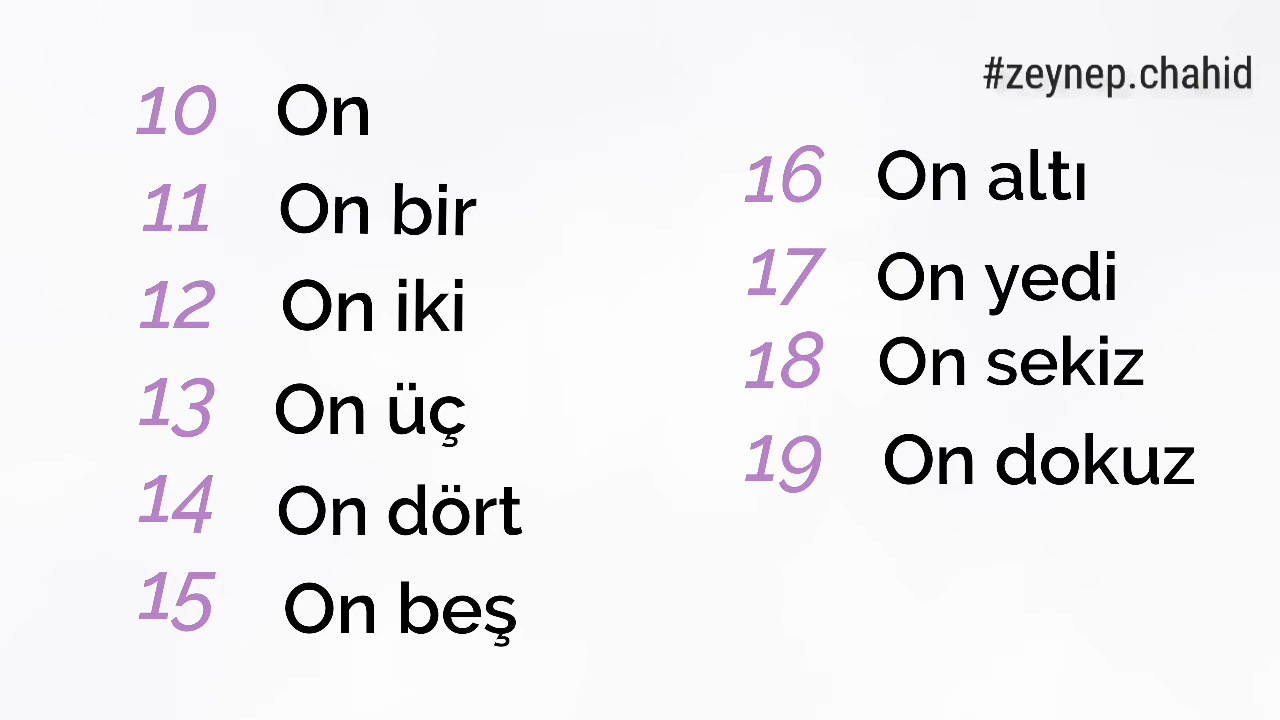 #zeynep.chahid
10 On
11 On bir
12 On iki
13 On üç
14 On dört
15 On beş
16 On altı
17 On yedi
18 On sekiz
19 On dokuz